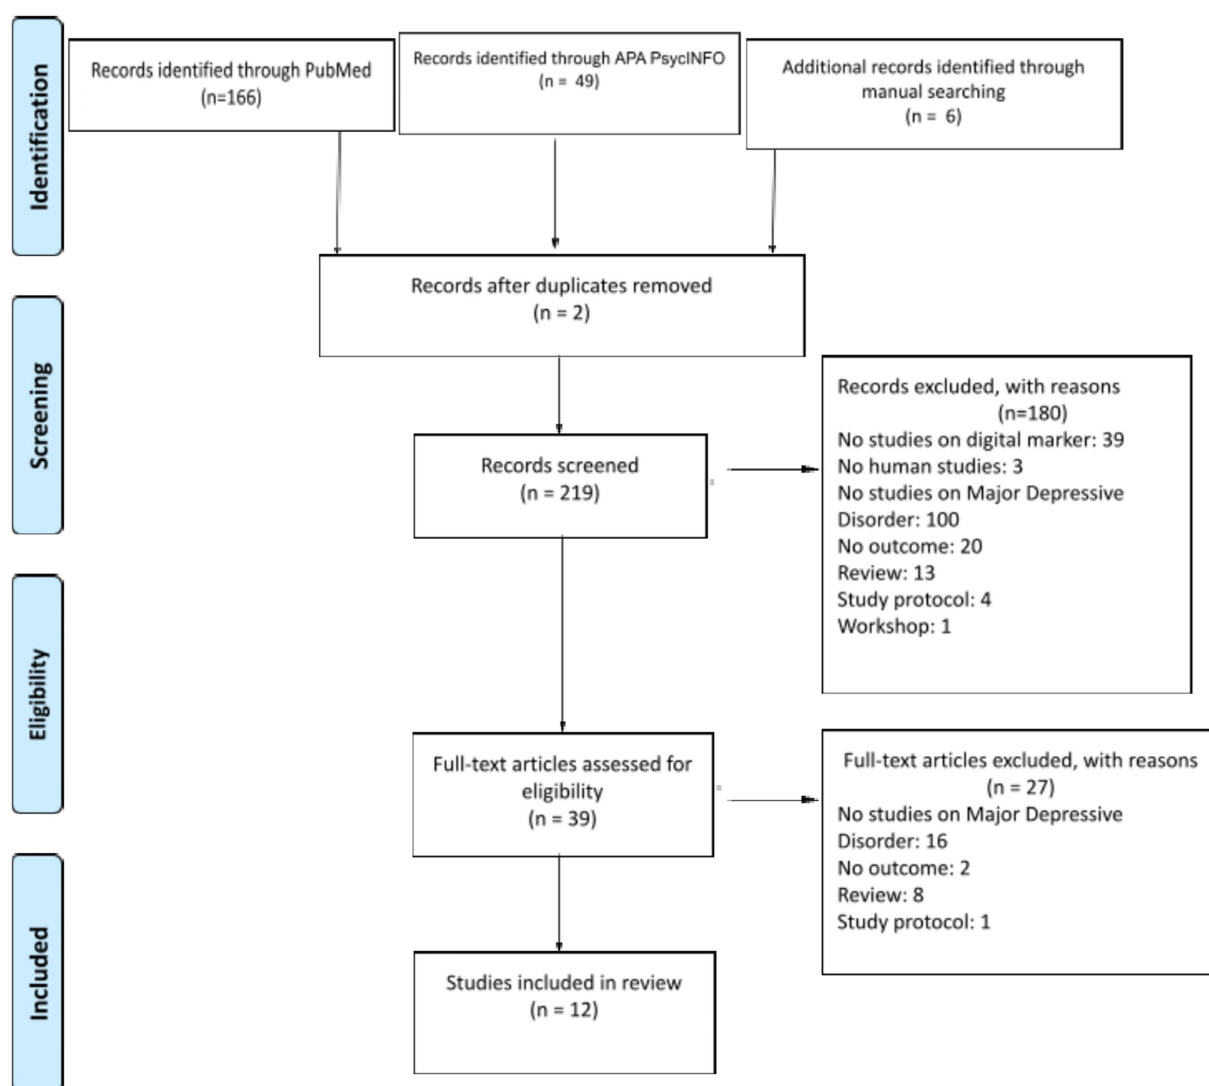 Identification
Records identified through PubMed
(n=166)
Records identified through APA PsycINFO
(n = 49)
Additional records identified through
manual searching
(n = 6)
Records after duplicates removed
(n = 2)
Screening
Records screened
(n = 219)
Records excluded, with reasons
(n=180)
No studies on digital marker: 39
No human studies: 3
No studies on Major Depressive
Disorder: 100
No outcome: 20
Review: 13
Study protocol: 4
Workshop: 1
Eligibility
Full-text articles assessed for
eligibility
(n = 39)
Full-text articles excluded, with reasons
(n = 27)
No studies on Major Depressive
Disorder: 16
No outcome: 2
Review: 8
Study protocol: 1
Included
Studies included in review
(n = 12)